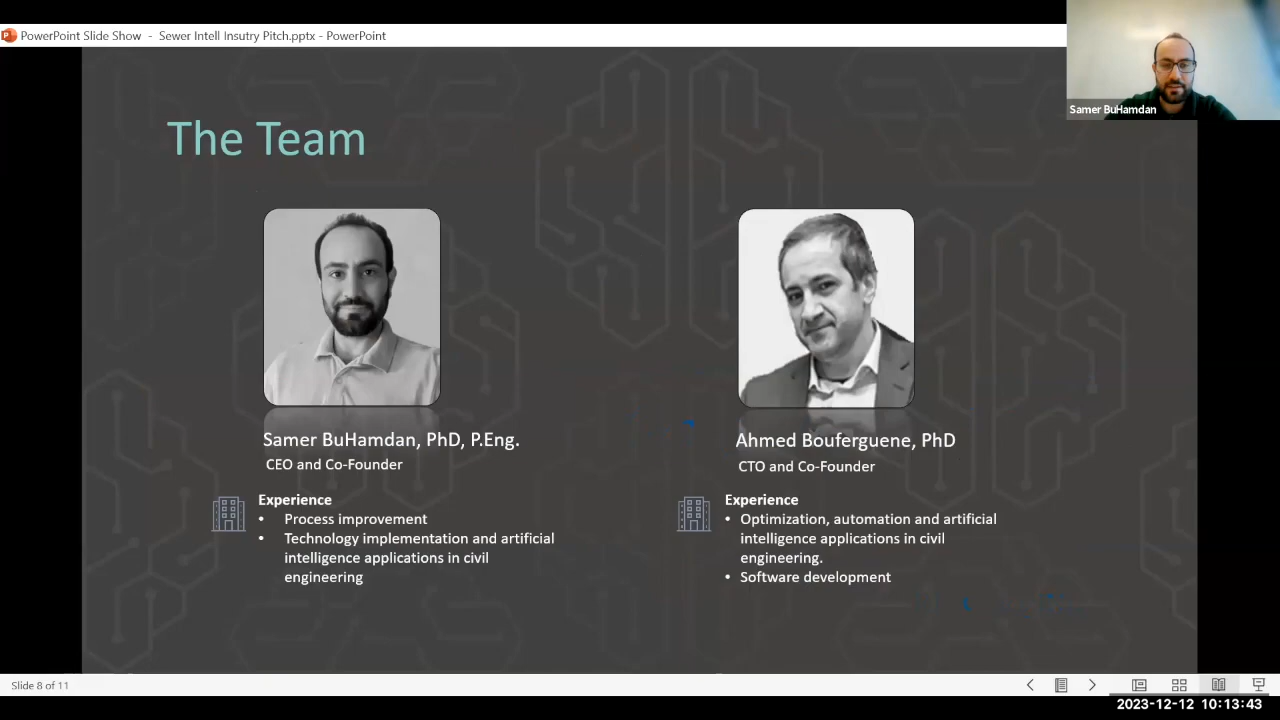 PowerPoint Slide Show - Sewer Intell Insutry Pitch.pptx - PowerPoint
Samer BuHamdan
The Team
Samer BuHamdan, PhD, P.Eng.
CEO and Co-Founder
Experience
• Process improvement
• Technology implementation and artificial
intelligence applications in civil
engineering
Ahmed Bouferguene, PhD
CTO and Co-Founder
Experience
• Optimization, automation and artificial
intelligence applications in civil
engineering.
• Software development
Slide 8 of 11
2023-12-12 10:13:43